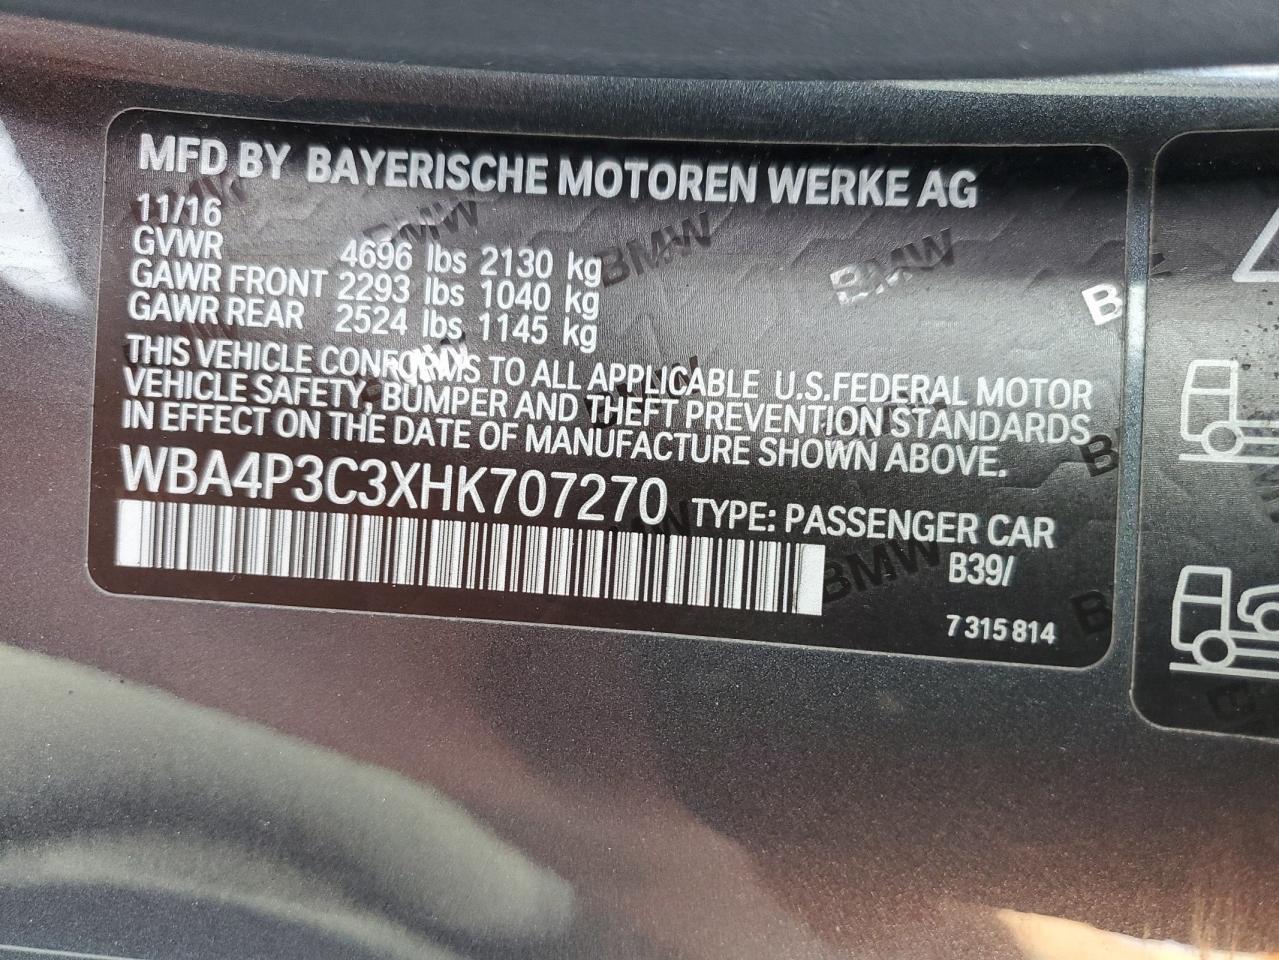 MFD BY BAYERISCHE MOTOREN WERKE AG
11/16
GVWR 4696 lbs 2130 kg
GAWR FRONT 2293 lbs 1040 kg
GAWR REAR 2524 lbs 1145 kg
THIS VEHICLE CONFORMS TO ALL APPLICABLE U.S.FEDERAL MOTOR
VEHICLE SAFETY, BUMPER AND THEFT PREVENTION STANDARDS
IN EFFECT ON THE DATE OF MANUFACTURE SHOWN ABOVE.
WBA4P3C3XHK707270 TYPE: PASSENGER CAR
B39/
7 315 814